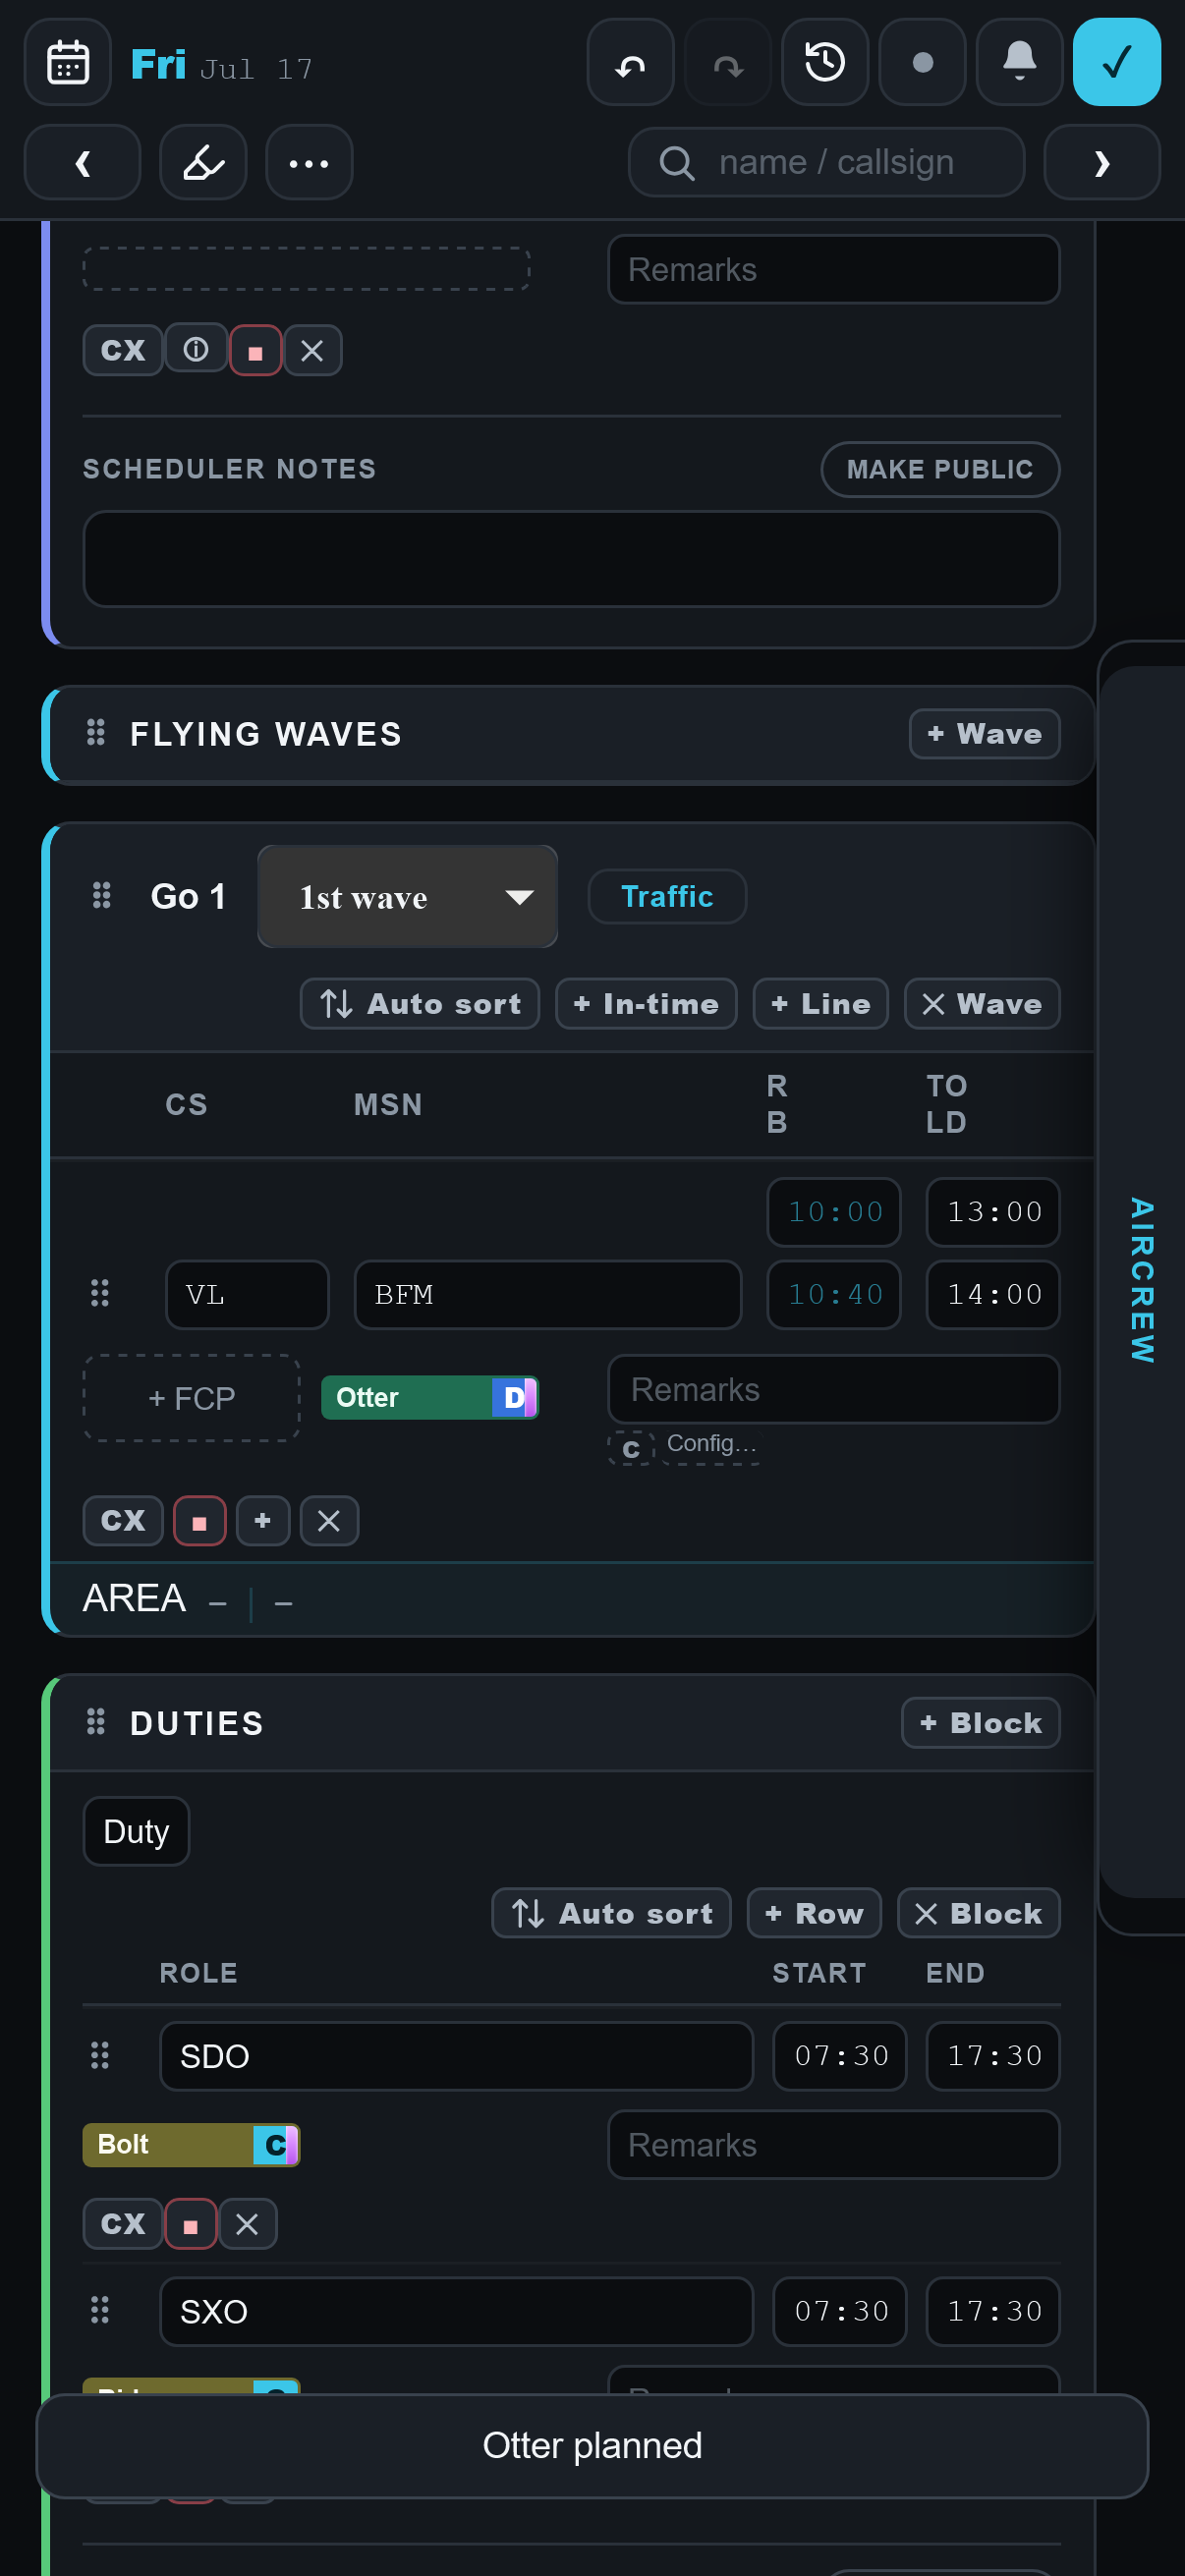 Fri Jul 17
name / callsign
Remarks
CX
SCHEDULER NOTES
MAKE PUBLIC
FLYING WAVES
+ Wave
Go 1
1st wave
Traffic
Auto sort
+ In-time
+ Line
× Wave
CS MSN R TO
B LD
10:00 13:00
VL BFM 10:40 14:00
+ FCP
Otter D
Remarks
C Config...
CX + ×
AREA – | –
AIRCREW
DUTIES
+ Block
Duty
Auto sort
+ Row
× Block
ROLE START END
SDO 07:30 17:30
Bolt C
Remarks
CX ×
SXO 07:30 17:30
Otter planned